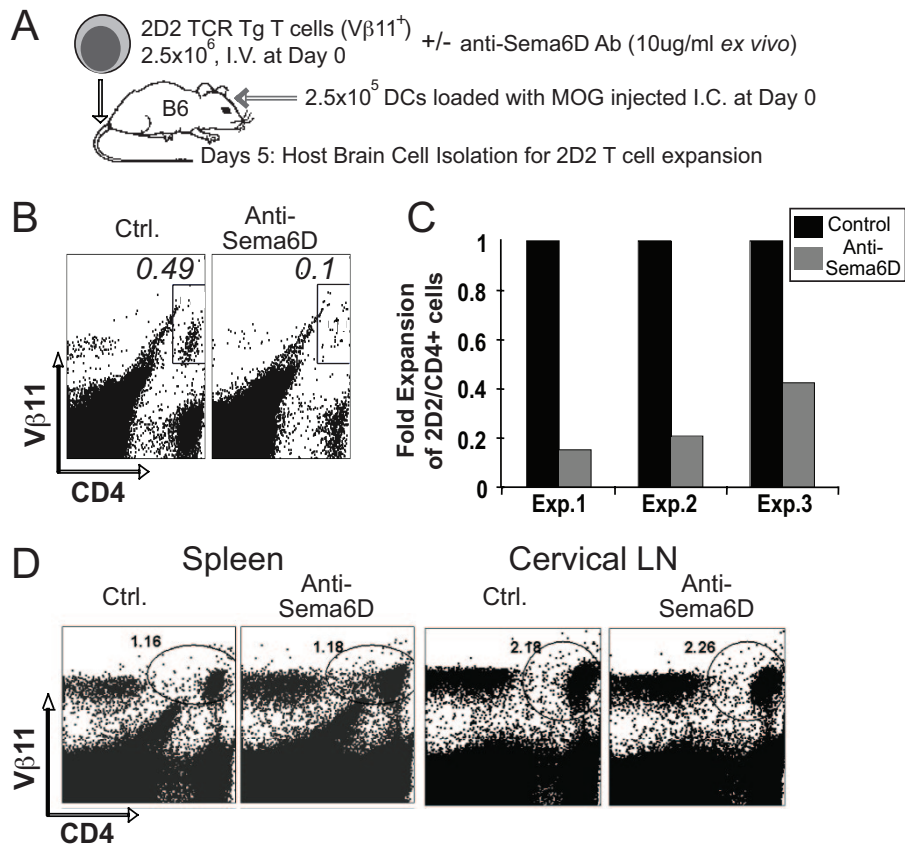 A
2D2 TCR Tg T cells (Vβ11⁺)
2.5x10⁶, I.V. at Day 0
+/- anti-Sema6D Ab (10ug/ml ex vivo)
B6
2.5x10⁵ DCs loaded with MOG injected I.C. at Day 0
Days 5: Host Brain Cell Isolation for 2D2 T cell expansion
B
Ctrl.
Anti-
Sema6D
0.49
0.1
Vβ11
CD4
C
Control
Anti-
Sema6D
Fold Expansion
of 2D2/CD4+ cells
1
0.8
0.6
0.4
0.2
0
Exp.1
Exp.2
Exp.3
D
Spleen
Cervical LN
Ctrl.
Anti-
Sema6D
Ctrl.
Anti-
Sema6D
1.16
1.18
2.18
2.26
Vβ11
CD4